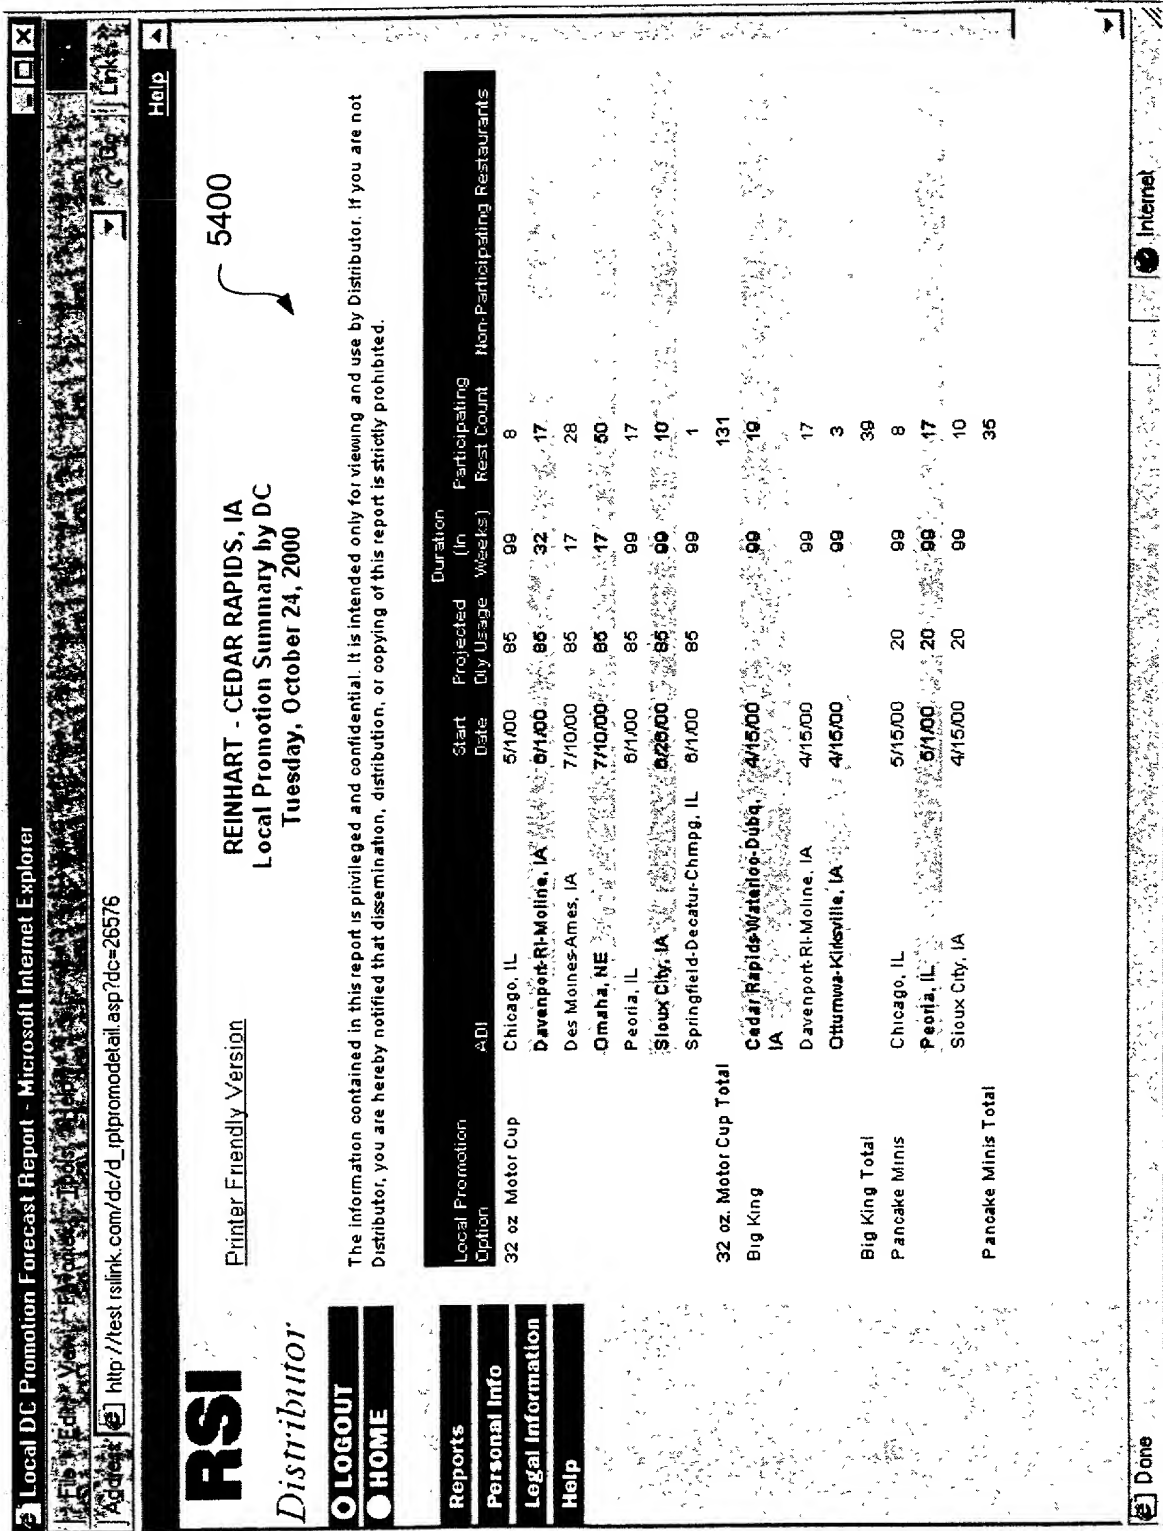 Local DC Promotion Forecast Report - Microsoft Internet Explorer
File Edit View Favorites Tools Help
Address http://test rsilink.com/dc/d_rptpromodetail.asp?dc=26576 Go Links »
Help
RSI
Distributor
LOGOUT
HOME
Reports
Personal Info
Legal Information
Help
Printer Friendly Version
REINHART - CEDAR RAPIDS, IA
Local Promotion Summary by DC
Tuesday, October 24, 2000
5400
The information contained in this report is privileged and confidential. It is intended only for viewing and use by Distributor. If you are not
Distributor, you are hereby notified that dissemination, distribution, or copying of this report is strictly prohibited.
Local Promotion Option ADI Start Date Projected Dly Usage Duration (In Weeks) Participating Rest Count Non-Participating Restaurants
32 oz Motor Cup Chicago, IL 5/1/00 85 99 8
Davenport-RI-Moline, IA 6/1/00 85 32 17
Des Moines-Ames, IA 7/10/00 85 17 28
Omaha, NE 7/10/00 85 17 50
Peoria, IL 6/1/00 85 99 17
Sioux City, IA 6/26/00 85 99 10
Springfield-Decatur-Chmpg, IL 6/1/00 85 99 1
32 oz. Motor Cup Total 131
Big King Cedar Rapids-Waterloo-Dubq, IA 4/15/00 99 19
Davenport-RI-Moline, IA 4/15/00 99 17
Ottumwa-Kirksville, IA 4/15/00 99 3
Big King Total 39
Pancake Minis Chicago, IL 5/15/00 20 99 8
Peoria, IL 5/1/00 20 99 17
Sioux City, IA 4/15/00 20 99 10
Pancake Minis Total 35
Done Internet